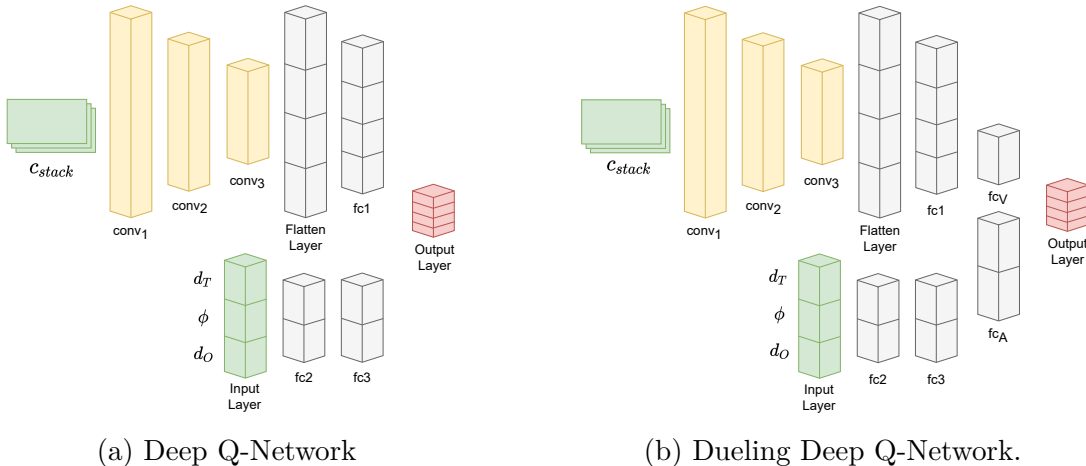 c_stack
conv1
conv2
conv3
Flatten
Layer
fc1
Output
Layer
d_T
ϕ
d_O
Input
Layer
fc2
fc3
(a) Deep Q-Network
c_stack
conv1
conv2
conv3
Flatten
Layer
fc1
fcV
Output
Layer
d_T
ϕ
d_O
Input
Layer
fc2
fc3
fcA
(b) Dueling Deep Q-Network.